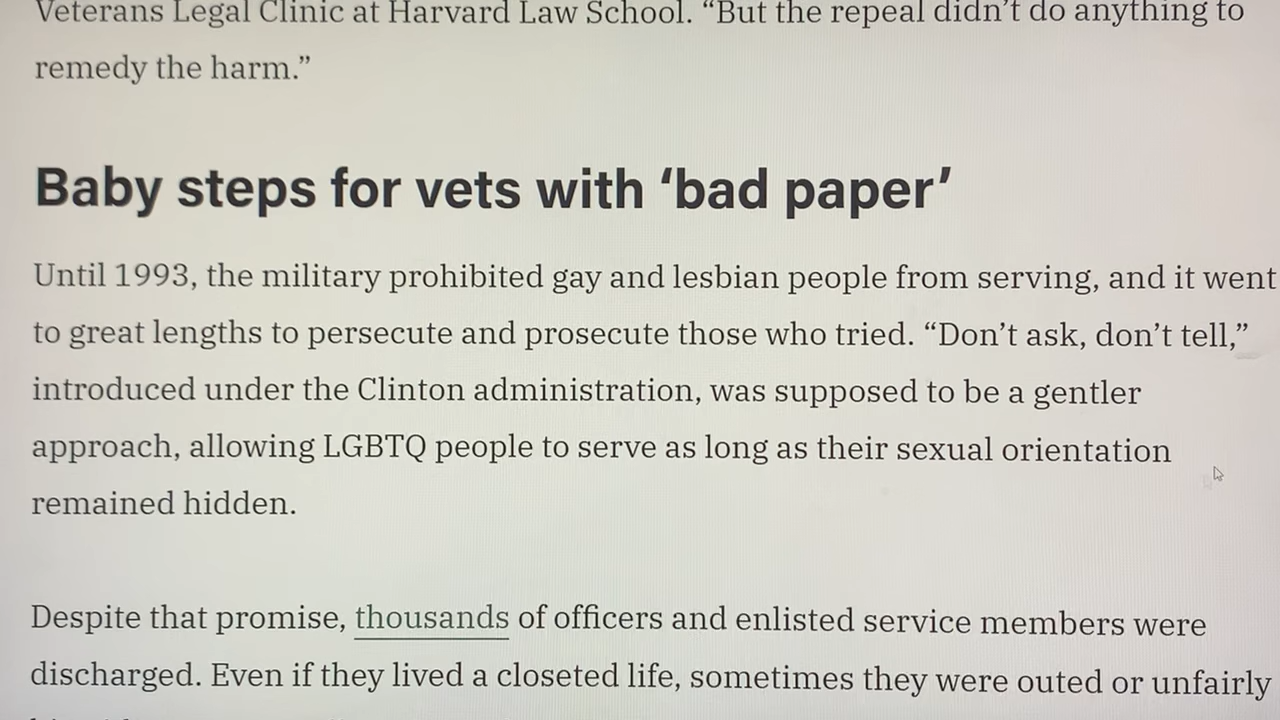 Veterans Legal Clinic at Harvard Law School. “But the repeal didn’t do anything to
remedy the harm.”
Baby steps for vets with ‘bad paper’
Until 1993, the military prohibited gay and lesbian people from serving, and it went
to great lengths to persecute and prosecute those who tried. “Don’t ask, don’t tell,”
introduced under the Clinton administration, was supposed to be a gentler
approach, allowing LGBTQ people to serve as long as their sexual orientation
remained hidden.
Despite that promise, thousands of officers and enlisted service members were
discharged. Even if they lived a closeted life, sometimes they were outed or unfairly